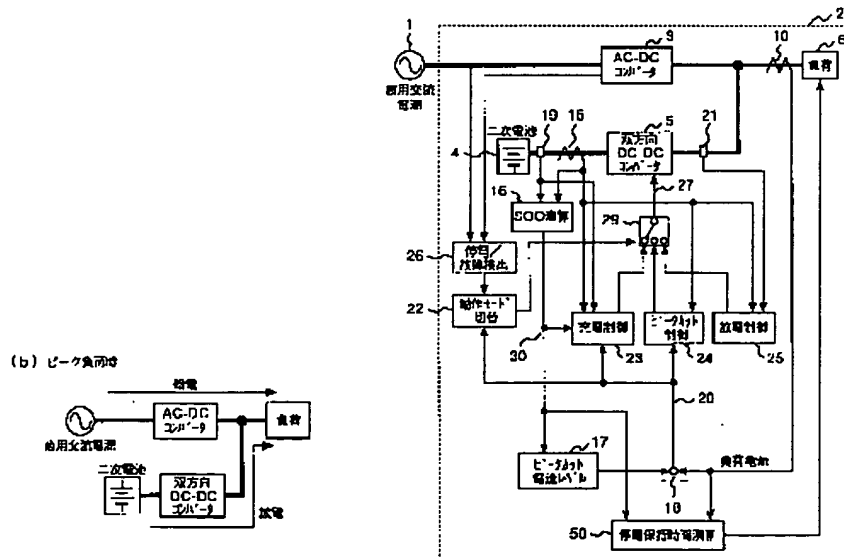 1
商用交流
電源
9
AC-DC
コンバータ
10
2
6
負荷
二次電池
4
19
16
5
双方向
DC-DC
コンバータ
21
27
15
SOC演算
29
26
停電/
故障検出
22
動作モード
切替
30
充電制御
23
ピークカット
制御
24
放電制御
25
20
17
ピークカット
電流レベル
18
負荷電流
50
停電保持時間演算
(b) ピーク負荷時
給電
商用交流電源
AC-DC
コンバータ
負荷
二次電池
双方向
DC-DC
コンバータ
放電